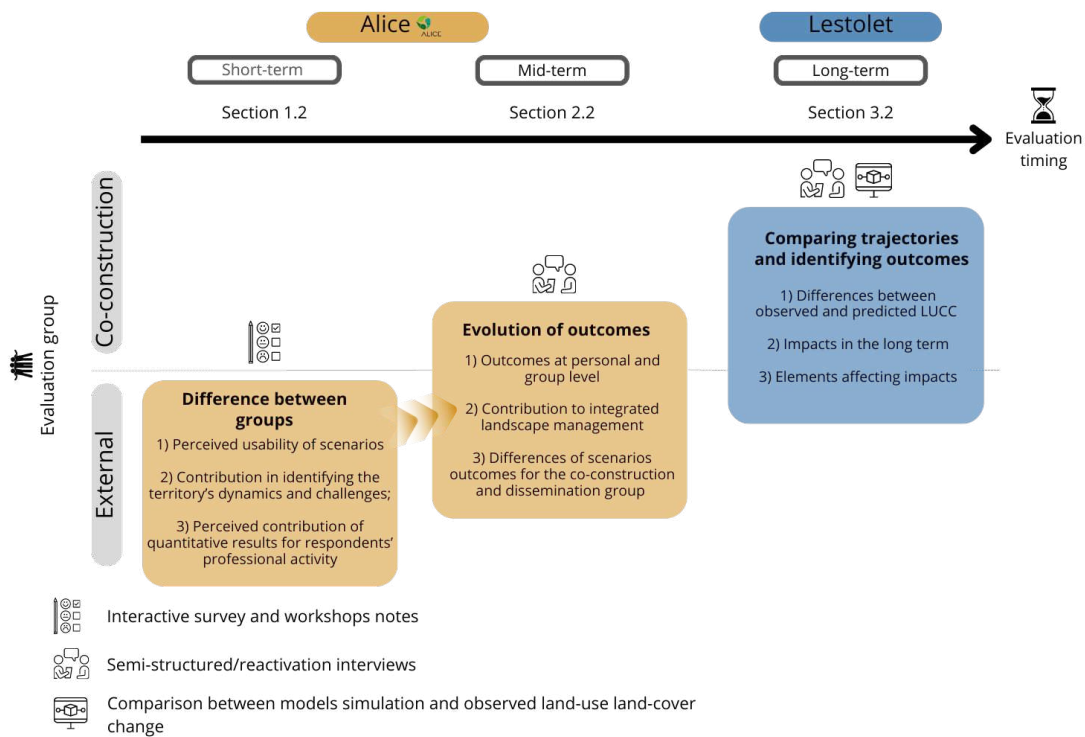 Alice
ALICE
Lestolet
Short-term
Mid-term
Long-term
Section 1.2
Section 2.2
Section 3.2
Evaluation
timing
Evaluation group
Co-construction
External
Difference between
groups
1) Perceived usability of scenarios
2) Contribution in identifying the
territory's dynamics and challenges;
3) Perceived contribution of
quantitative results for respondents'
professional activity
Evolution of outcomes
1) Outcomes at personal and
group level
2) Contribution to integrated
landscape management
3) Differences of scenarios
outcomes for the co-construction
and dissemination group
Comparing trajectories
and identifying outcomes
1) Differences between
observed and predicted LUCC
2) Impacts in the long term
3) Elements affecting impacts
Interactive survey and workshops notes
Semi-structured/reactivation interviews
Comparison between models simulation and observed land-use land-cover
change